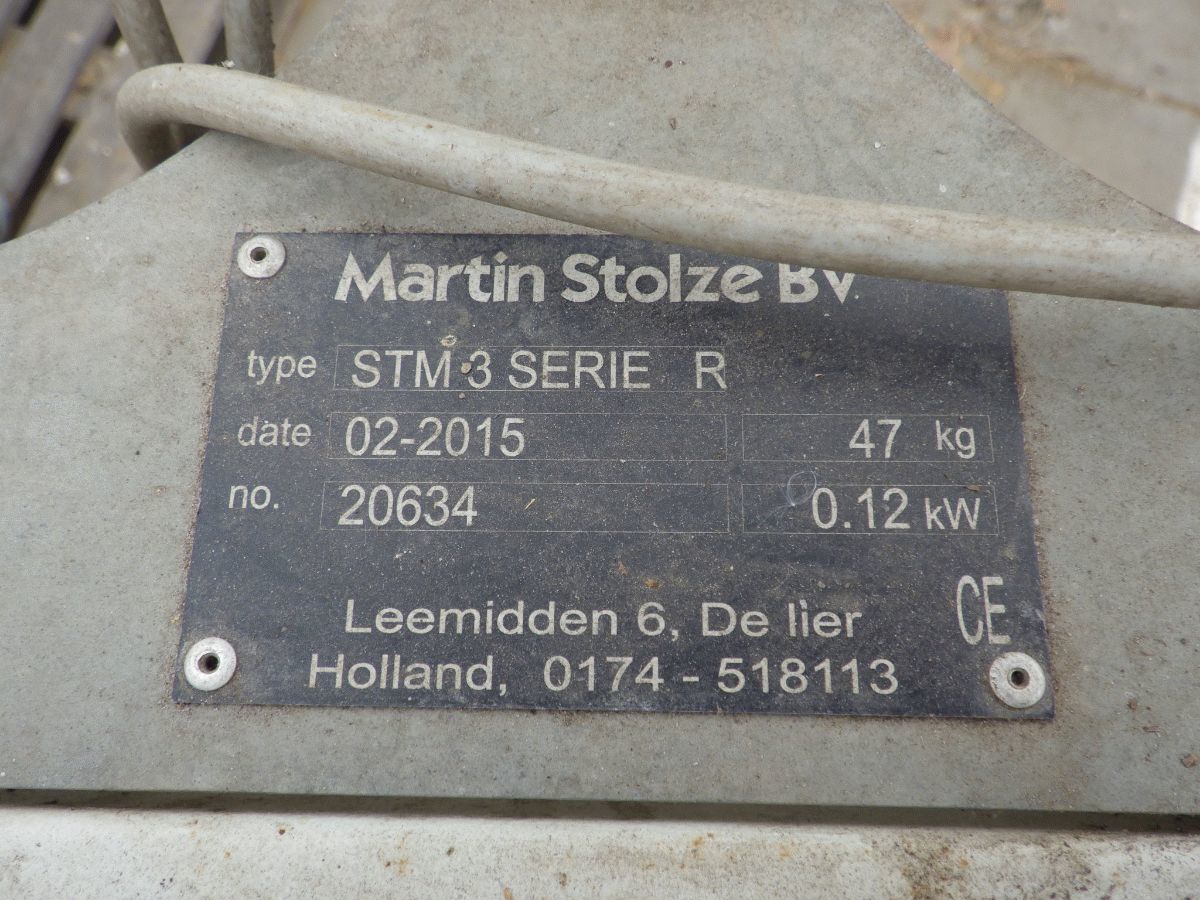 Martin Stolze BV
type STM 3 SERIE R
date 02-2015 47 kg
no. 20634 0.12 kW
Leemidden 6, De lier CE
Holland, 0174 - 518113